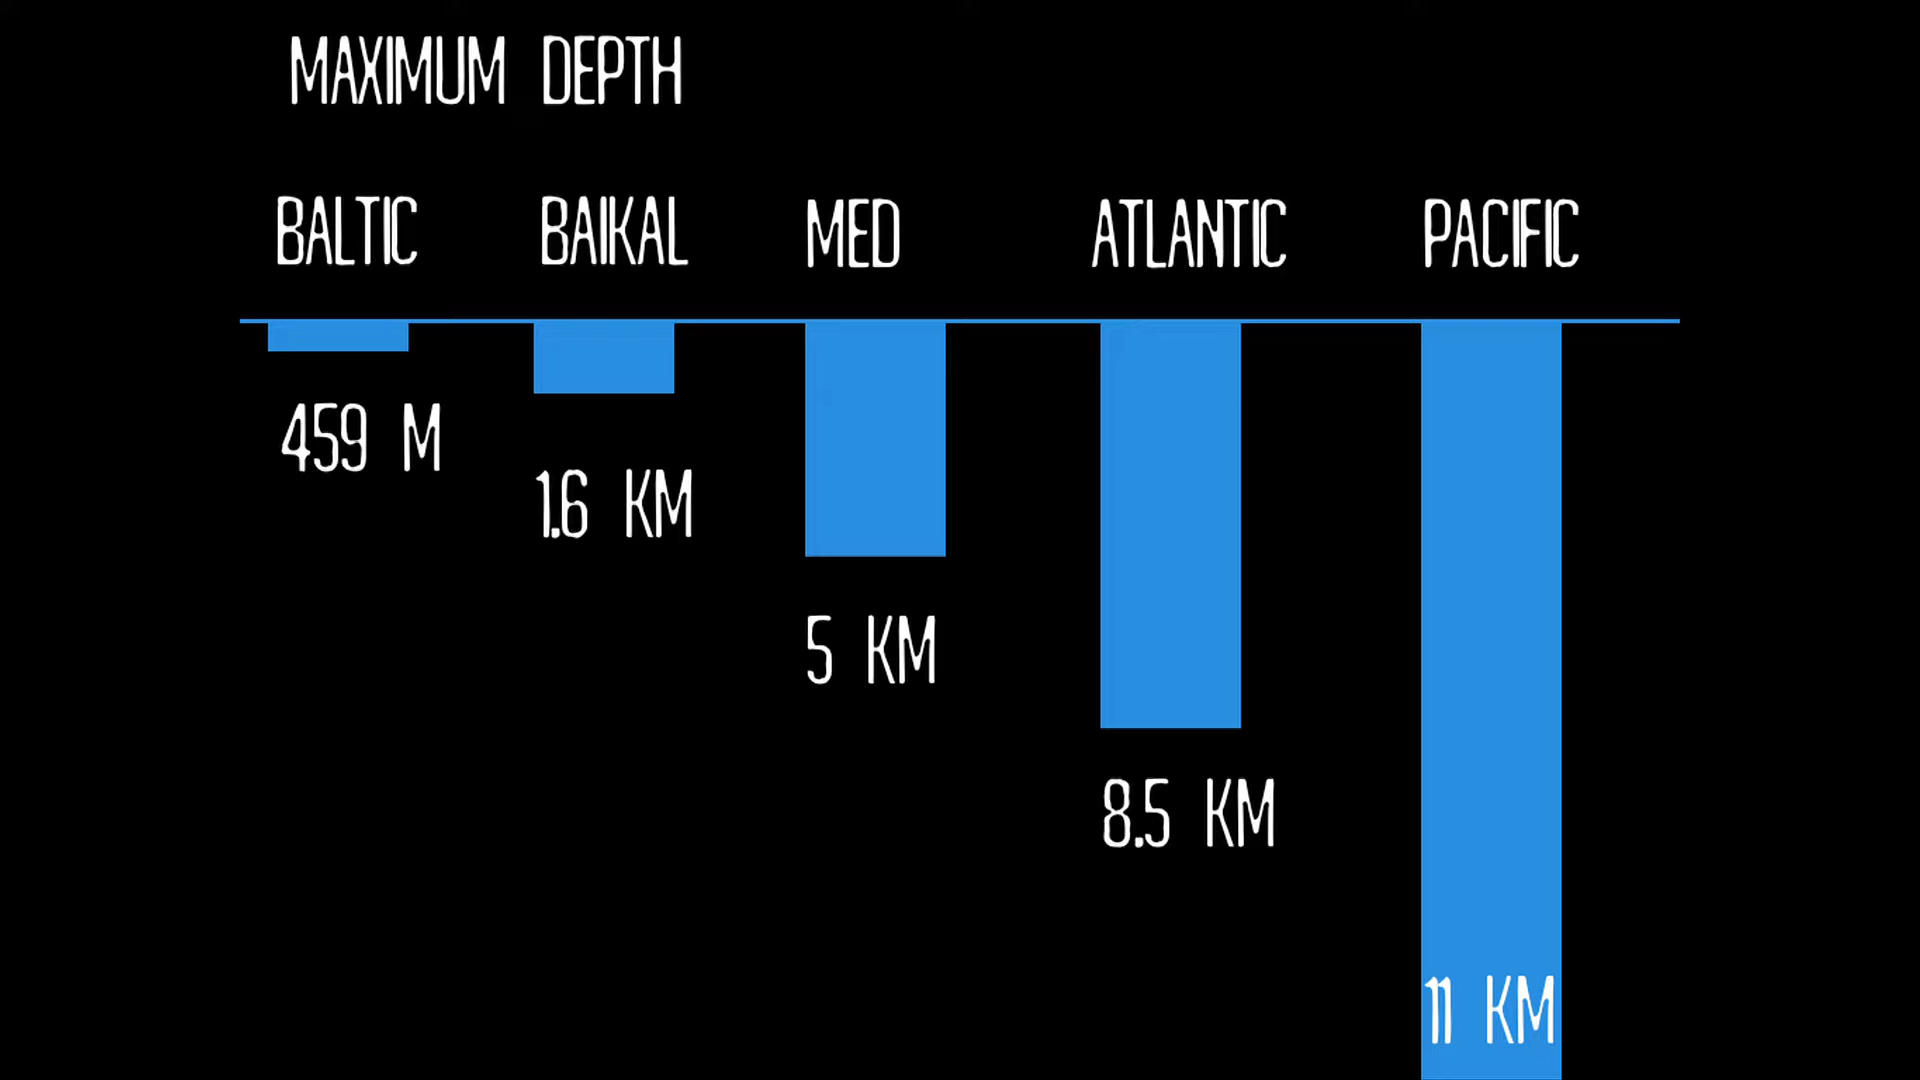 MAXIMUM DEPTH
BALTIC BAIKAL MED ATLANTIC PACIFIC
459 M
1.6 KM
5 KM
8.5 KM
11 KM